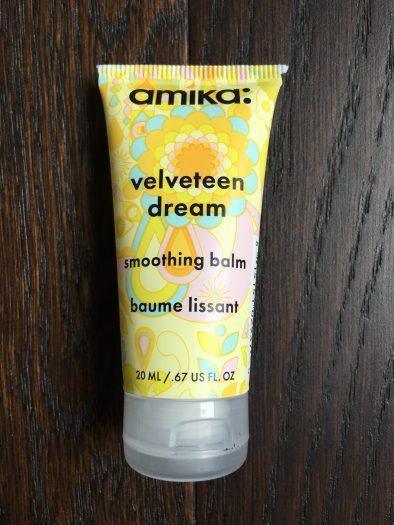 amika:
velveteen
dream
smoothing balm
baume lissant
20 ML / .67 US FL. OZ